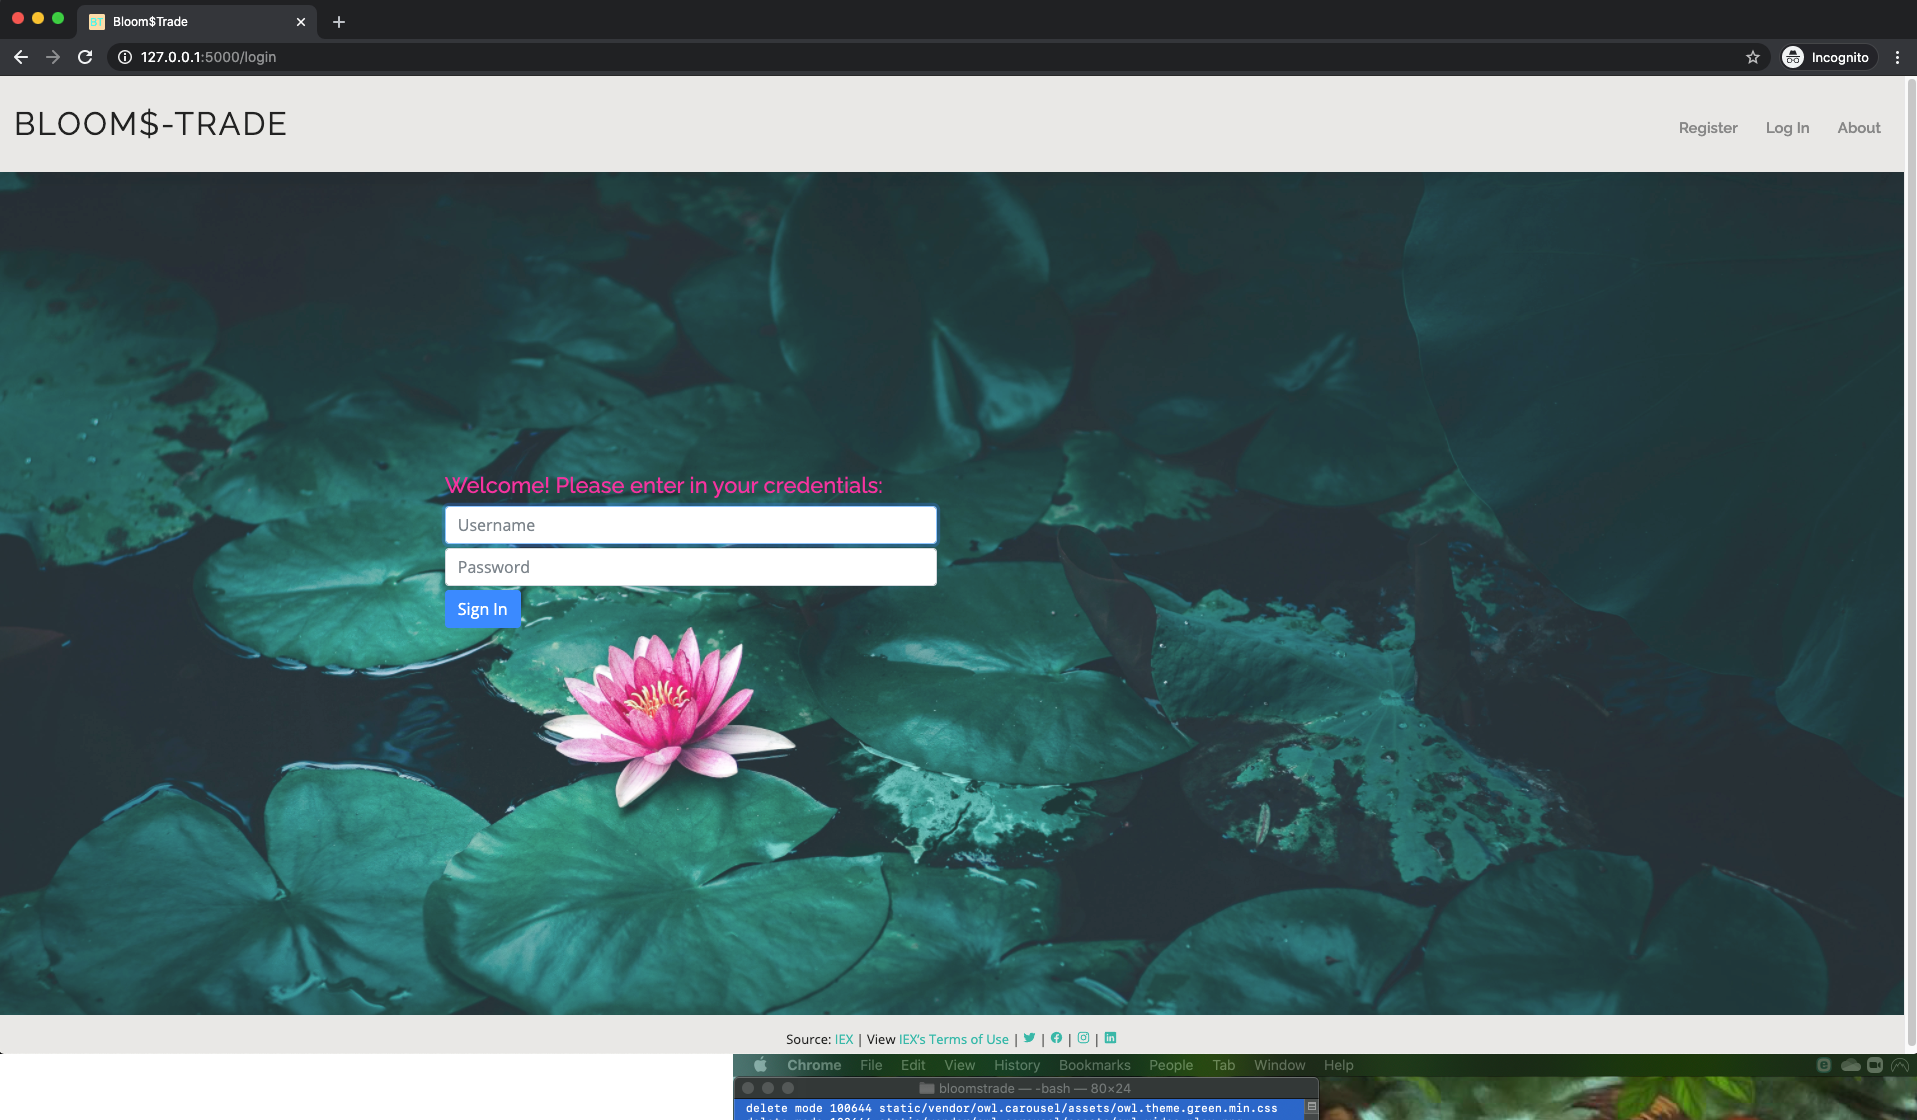 BT Bloom$Trade
127.0.0.1:5000/login
Incognito
BLOOM$-TRADE
Register Log In About
Welcome! Please enter in your credentials:
Username
Password
Sign In
Source: IEX | View IEX's Terms of Use | | | |
Chrome File Edit View History Bookmarks People Tab Window Help
bloomstrade — -bash — 80×24
delete mode 100644 static/vendor/owl.carousel/assets/owl.theme.green.min.css